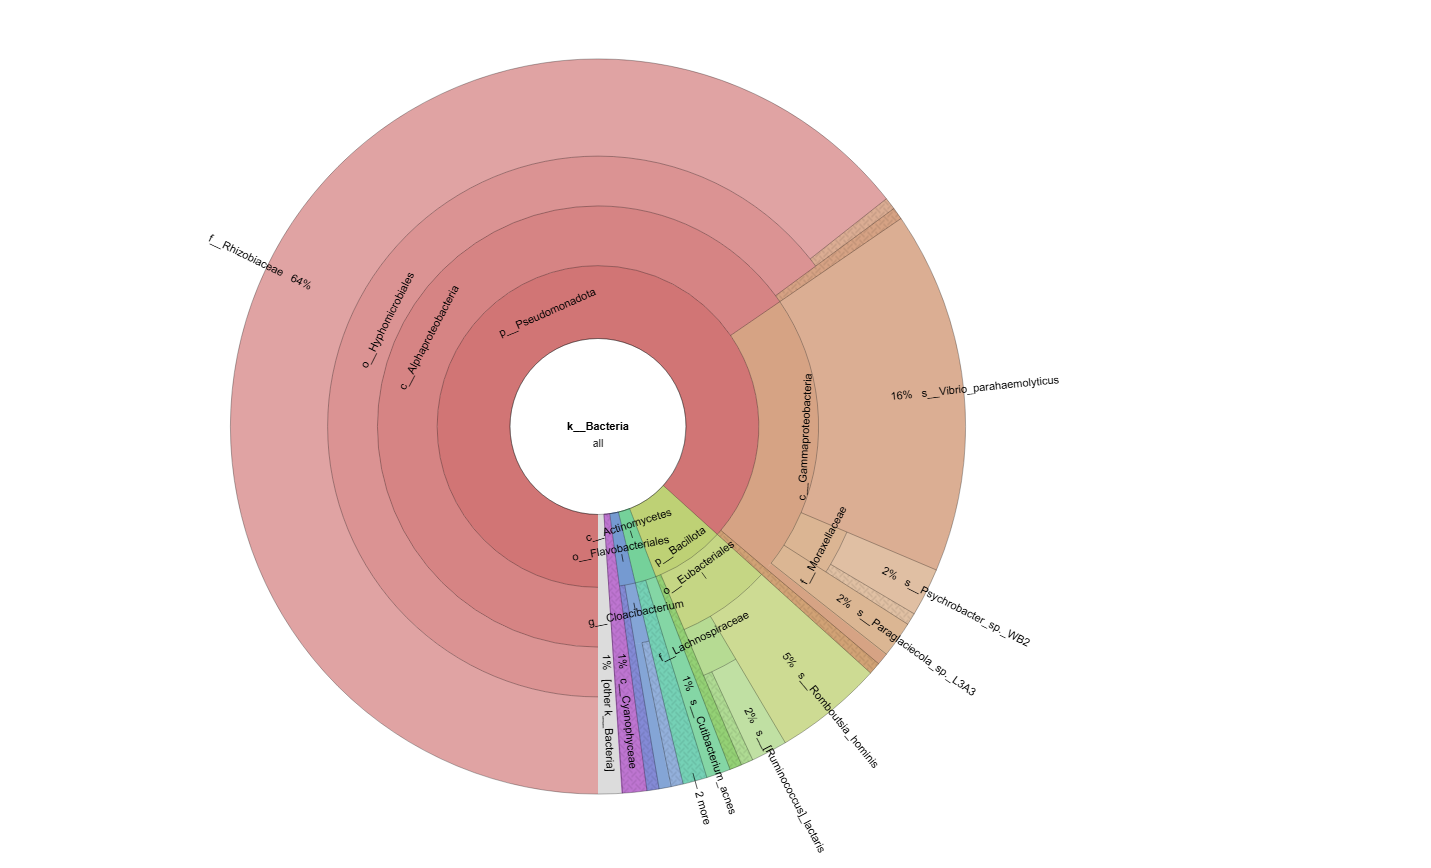 f__Rhizobiaceae 64%
o__Hyphomicrobiales
c__Alphaproteobacteria
p__Pseudomonadota
k__Bacteria
all
c__Gammaproteobacteria
16% s__Vibrio_parahaemolyticus
f__Moraxellaceae
2% s__Psychrobacter_sp._WB2
2% s__Paraglaciecola_sp._L3A3
p__Bacillota
o__Eubacteriales
5% s__Romboutsia_hominis
f__Lachnospiraceae
2% s__[Ruminococcus]_lactaris
c__Actinomycetes
1% s__Cutibacterium_acnes
2 more
o__Flavobacteriales
g__Cloacibacterium
1% c__Cyanophyceae
1% [other k__Bacteria]